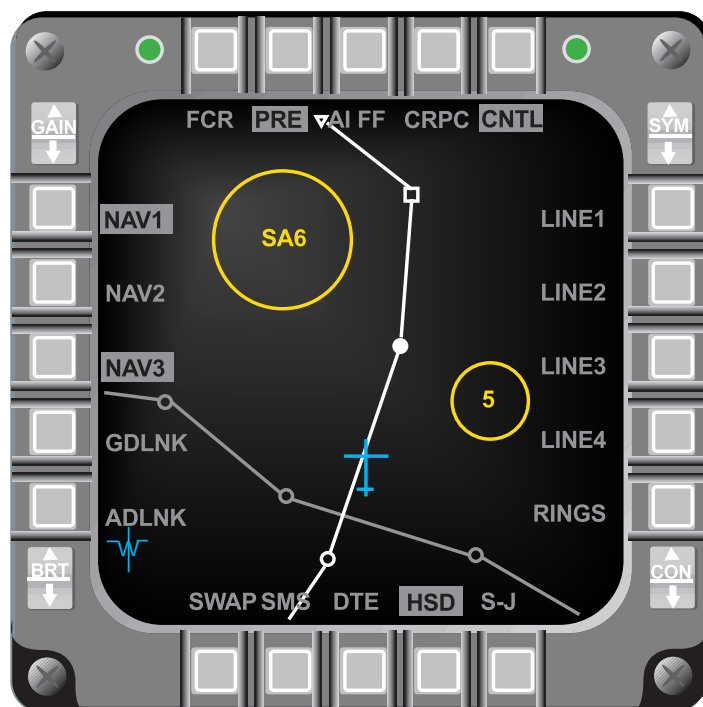 FCR PRE AI FF CRPC CNTL
GAIN
SYM
NAV1
LINE1
SA6
NAV2
LINE2
NAV3
LINE3
5
GDLNK
LINE4
ADLNK
RINGS
BRT
CON
SWAP SMS DTE HSD S-J